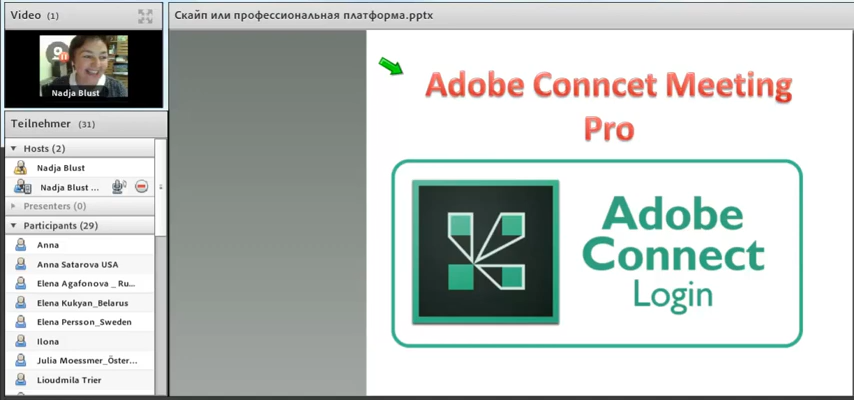 Video (1)
Nadja Blust
Teilnehmer (31)
Hosts (2)
Nadja Blust
Nadja Blust ...
Presenters (0)
Participants (29)
Anna
Anna Satarova USA
Elena Agafonova _ Ru...
Elena Kukyan_Belarus
Elena Persson_Sweden
Ilona
Julia Moessmer_Öster...
Lioudmila Trier
Скайп или профессиональная платформа.pptx
Adobe Conncet Meeting
Pro
Adobe
Connect
Login